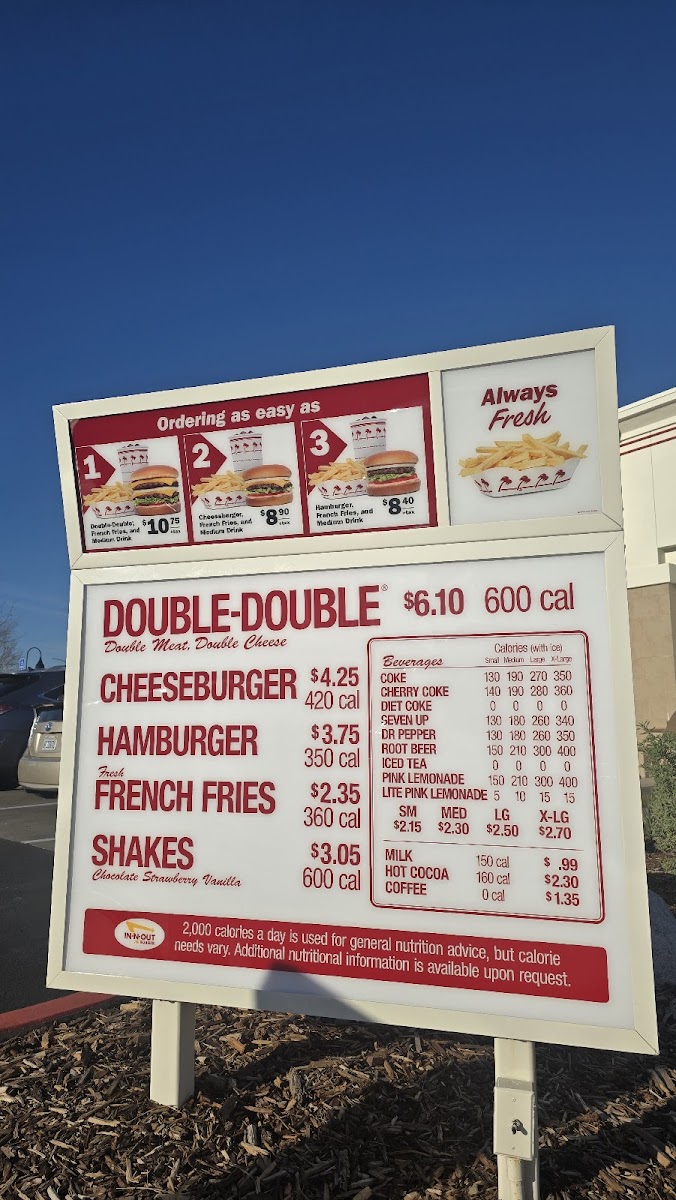 Ordering as easy as
1
Double-Double,
French Fries, and
Medium Drink
$10.75
+tax
2
Cheeseburger,
French Fries, and
Medium Drink
$8.90
+tax
3
Hamburger,
French Fries, and
Medium Drink
$8.40
+tax
Always
Fresh
DOUBLE-DOUBLE® $6.10 600 cal
Double Meat, Double Cheese
CHEESEBURGER $4.25
420 cal
HAMBURGER $3.75
350 cal
Fresh
FRENCH FRIES $2.35
360 cal
SHAKES $3.05
Chocolate Strawberry Vanilla 600 cal
Calories (with ice)
Beverages Small Medium Large X-Large
COKE 130 190 270 350
CHERRY COKE 140 190 280 360
DIET COKE 0 0 0 0
SEVEN UP 130 180 260 340
DR PEPPER 130 180 260 350
ROOT BEER 150 210 300 400
ICED TEA 0 0 0 0
PINK LEMONADE 150 210 300 400
LITE PINK LEMONADE 5 10 15 15
SM MED LG X-LG
$2.15 $2.30 $2.50 $2.70
MILK 150 cal $ .99
HOT COCOA 160 cal $2.30
COFFEE 0 cal $1.35
IN-N-OUT
2,000 calories a day is used for general nutrition advice, but calorie
needs vary. Additional nutritional information is available upon request.